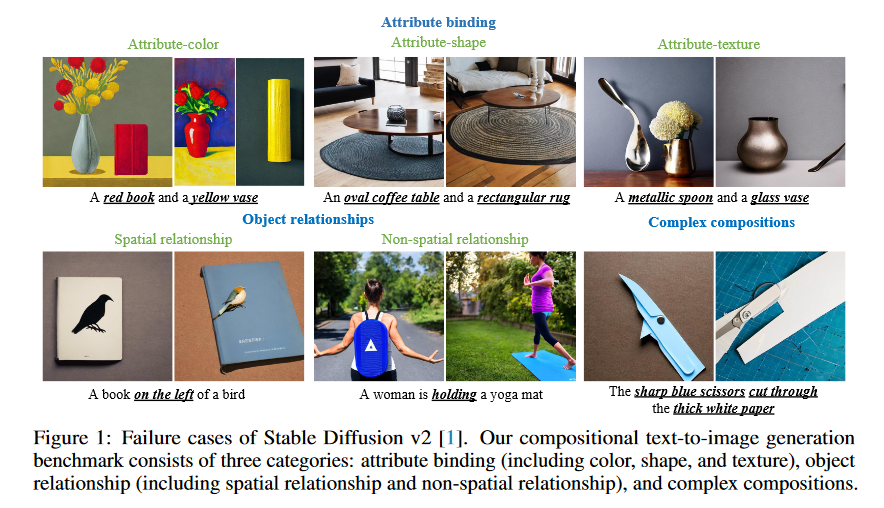 Attribute binding
Attribute-color
Attribute-shape
Attribute-texture
A red book and a yellow vase
An oval coffee table and a rectangular rug
A metallic spoon and a glass vase
Object relationships
Complex compositions
Spatial relationship
Non-spatial relationship
A book on the left of a bird
A woman is holding a yoga mat
The sharp blue scissors cut through
the thick white paper
Figure 1: Failure cases of Stable Diffusion v2 [1]. Our compositional text-to-image generation
benchmark consists of three categories: attribute binding (including color, shape, and texture), object
relationship (including spatial relationship and non-spatial relationship), and complex compositions.